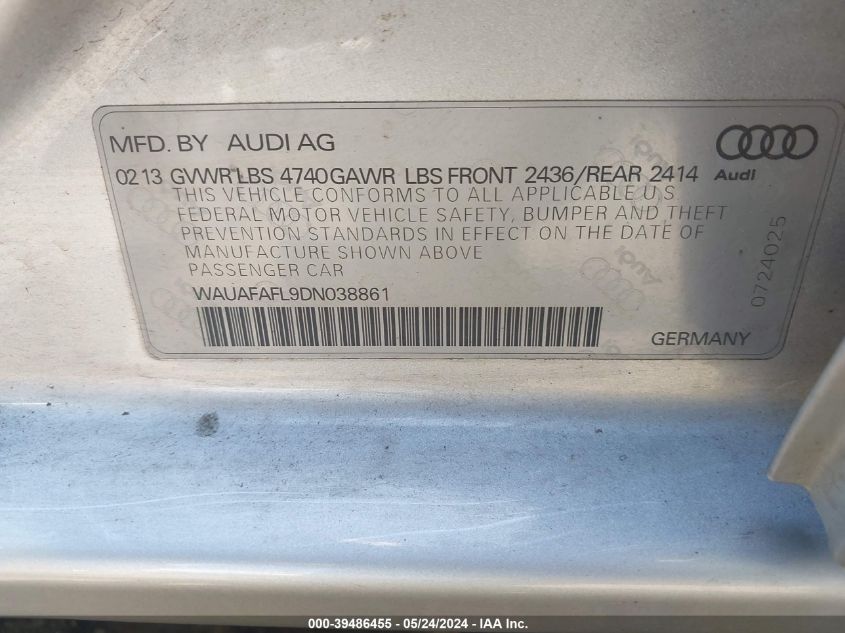 MFD. BY AUDI AG
02 13 GVWR LBS 4740 GAWR LBS FRONT 2436/REAR 2414
Audi
THIS VEHICLE CONFORMS TO ALL APPLICABLE U S
FEDERAL MOTOR VEHICLE SAFETY, BUMPER AND THEFT
PREVENTION STANDARDS IN EFFECT ON THE DATE OF
MANUFACTURE SHOWN ABOVE
PASSENGER CAR
WAUAFAFL9DN038861
GERMANY
0724025
000-39486455 - 05/24/2024 - IAA Inc.